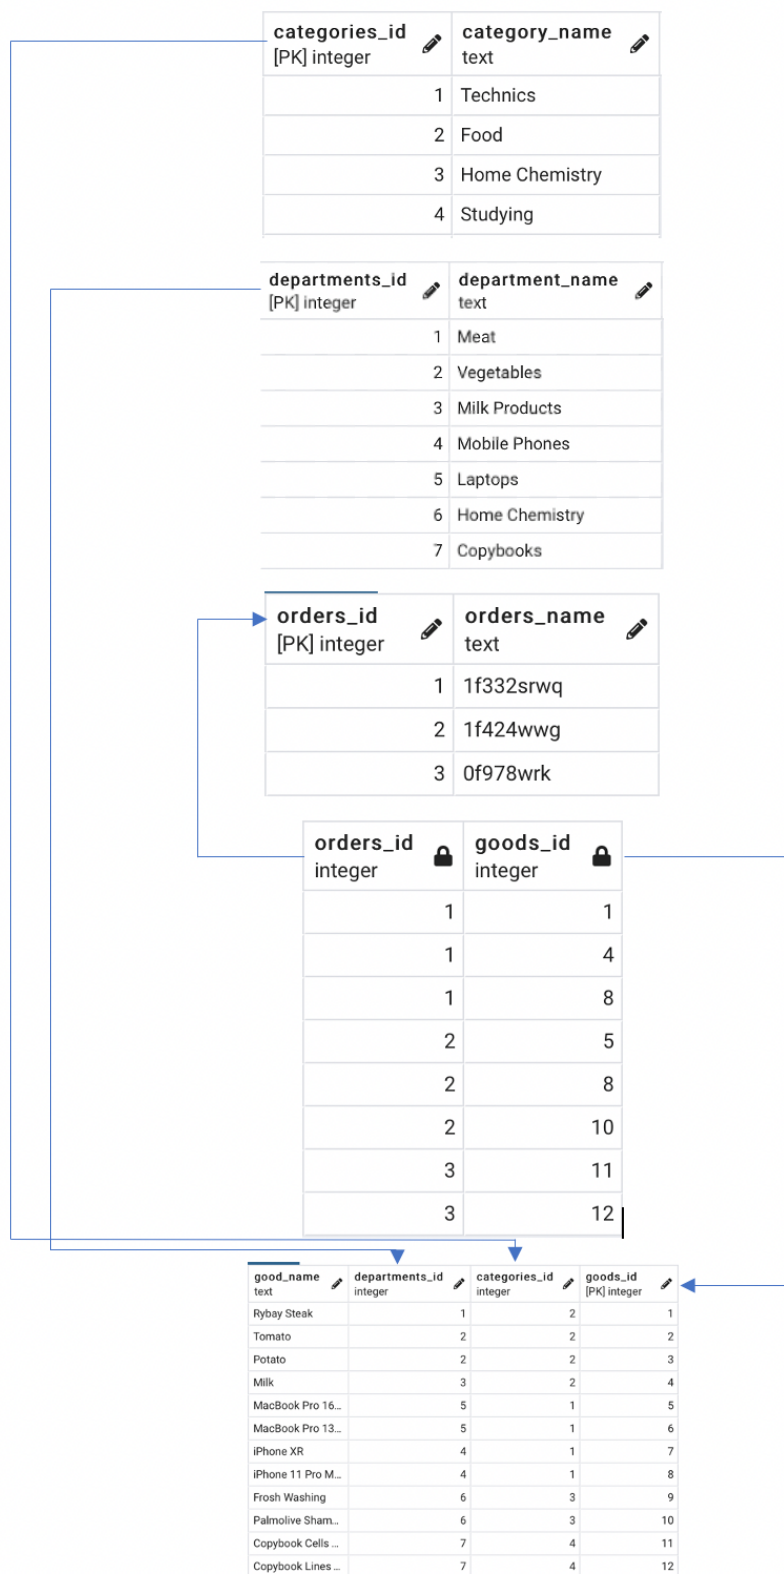 categories_id category_name
[PK] integer text
1 Technics
2 Food
3 Home Chemistry
4 Studying
departments_id department_name
[PK] integer text
1 Meat
2 Vegetables
3 Milk Products
4 Mobile Phones
5 Laptops
6 Home Chemistry
7 Copybooks
orders_id orders_name
[PK] integer text
1 1f332srwq
2 1f424wwg
3 0f978wrk
orders_id goods_id
integer integer
1 1
1 4
1 8
2 5
2 8
2 10
3 11
3 12
good_name departments_id categories_id goods_id
text integer integer [PK] integer
Rybay Steak 1 2 1
Tomato 2 2 2
Potato 2 2 3
Milk 3 2 4
MacBook Pro 16... 5 1 5
MacBook Pro 13... 5 1 6
iPhone XR 4 1 7
iPhone 11 Pro M... 4 1 8
Frosh Washing 6 3 9
Palmolive Sham... 6 3 10
Copybook Cells ... 7 4 11
Copybook Lines ... 7 4 12